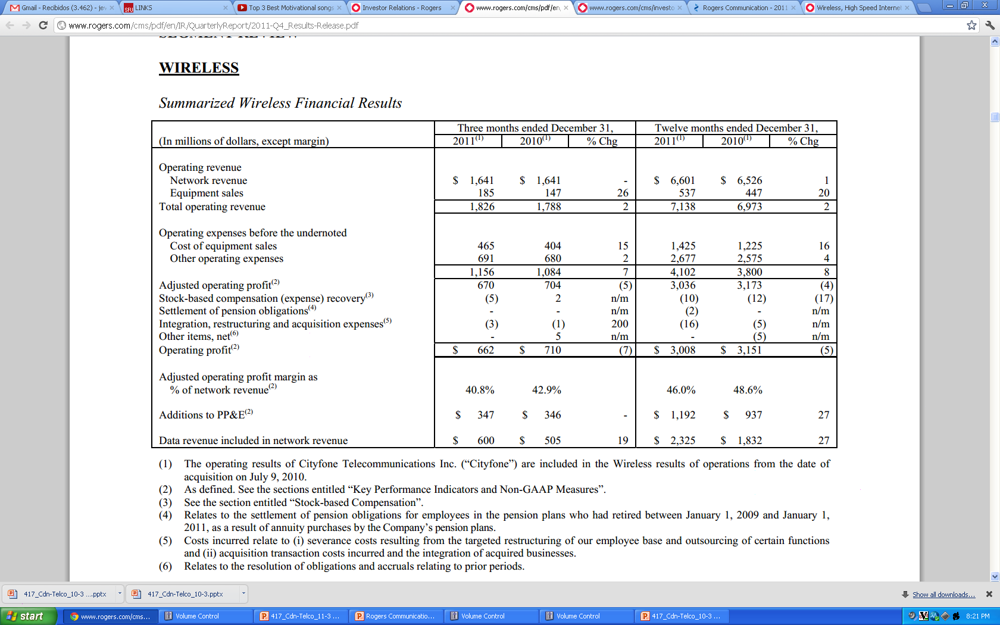 Gmail - Recibidos (3.462) - je
LINKS
Top 3 Best Motivational songs
Investor Relations - Rogers
www.rogers.com/cms/pdf/en
www.rogers.com/cms/investo
Rogers Communication - 2011
Wireless, High Speed Internet
www.rogers.com/cms/pdf/en/IR/QuarterlyReport/2011-Q4_Results-Release.pdf
SEGMENT REVIEW
WIRELESS
Summarized Wireless Financial Results
Three months ended December 31, Twelve months ended December 31,
(In millions of dollars, except margin) 2011(1) 2010(1) % Chg 2011(1) 2010(1) % Chg
Operating revenue
Network revenue $ 1,641 $ 1,641 - $ 6,601 $ 6,526 1
Equipment sales 185 147 26 537 447 20
Total operating revenue 1,826 1,788 2 7,138 6,973 2
Operating expenses before the undernoted
Cost of equipment sales 465 404 15 1,425 1,225 16
Other operating expenses 691 680 2 2,677 2,575 4
1,156 1,084 7 4,102 3,800 8
Adjusted operating profit(2) 670 704 (5) 3,036 3,173 (4)
Stock-based compensation (expense) recovery(3) (5) 2 n/m (10) (12) (17)
Settlement of pension obligations(4) - - n/m (2) - n/m
Integration, restructuring and acquisition expenses(5) (3) (1) 200 (16) (5) n/m
Other items, net(6) - 5 n/m - (5) n/m
Operating profit(2) $ 662 $ 710 (7) $ 3,008 $ 3,151 (5)
Adjusted operating profit margin as
% of network revenue(2) 40.8% 42.9% 46.0% 48.6%
Additions to PP&E(2) $ 347 $ 346 - $ 1,192 $ 937 27
Data revenue included in network revenue $ 600 $ 505 19 $ 2,325 $ 1,832 27
(1) The operating results of Cityfone Telecommunications Inc. (“Cityfone”) are included in the Wireless results of operations from the date of
acquisition on July 9, 2010.
(2) As defined. See the sections entitled “Key Performance Indicators and Non-GAAP Measures”.
(3) See the section entitled “Stock-based Compensation”.
(4) Relates to the settlement of pension obligations for employees in the pension plans who had retired between January 1, 2009 and January 1,
2011, as a result of annuity purchases by the Company’s pension plans.
(5) Costs incurred relate to (i) severance costs resulting from the targeted restructuring of our employee base and outsourcing of certain functions
and (ii) acquisition transaction costs incurred and the integration of acquired businesses.
(6) Relates to the resolution of obligations and accruals relating to prior periods.
417_Cdn-Telco_10-3 ....pptx
417_Cdn-Telco_10-3.pptx
Show all downloads...
start
www.rogers.com/cms...
Volume Control
417_Cdn-Telco_11-3 ...
Rogers Communicatio...
Volume Control
Volume Control
417_Cdn-Telco_10-3 ...
8:21 PM